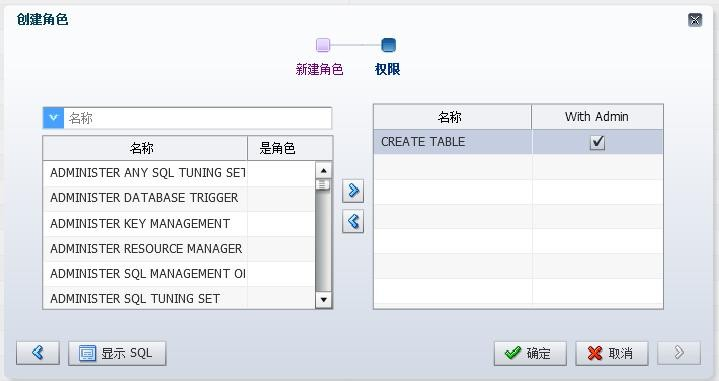 创建角色
新建角色 权限
名称
名称 是角色
ADMINISTER ANY SQL TUNING SET
ADMINISTER DATABASE TRIGGER
ADMINISTER KEY MANAGEMENT
ADMINISTER RESOURCE MANAGER
ADMINISTER SQL MANAGEMENT O
ADMINISTER SQL TUNING SET
名称 With Admin
CREATE TABLE
显示 SQL 确定 取消